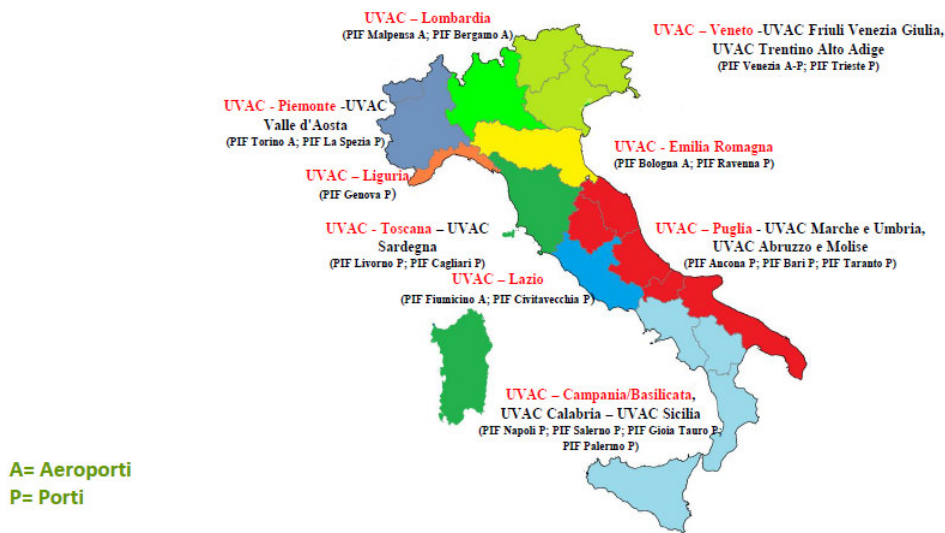 UVAC – Lombardia
(PIF Malpensa A; PIF Bergamo A)
UVAC – Veneto -UVAC Friuli Venezia Giulia,
UVAC Trentino Alto Adige
(PIF Venezia A-P; PIF Trieste P)
UVAC - Piemonte -UVAC
Valle d'Aosta
(PIF Torino A; PIF La Spezia P)
UVAC - Emilia Romagna
(PIF Bologna A; PIF Ravenna P)
UVAC – Liguria
(PIF Genova P)
UVAC - Toscana – UVAC
Sardegna
(PIF Livorno P; PIF Cagliari P)
UVAC – Puglia - UVAC Marche e Umbria,
UVAC Abruzzo e Molise
(PIF Ancona P; PIF Bari P; PIF Taranto P)
UVAC – Lazio
(PIF Fiumicino A; PIF Civitavecchia P)
UVAC – Campania/Basilicata,
UVAC Calabria – UVAC Sicilia
(PIF Napoli P; PIF Salerno P; PIF Gioia Tauro P;
PIF Palermo P)
A= Aeroporti
P= Porti